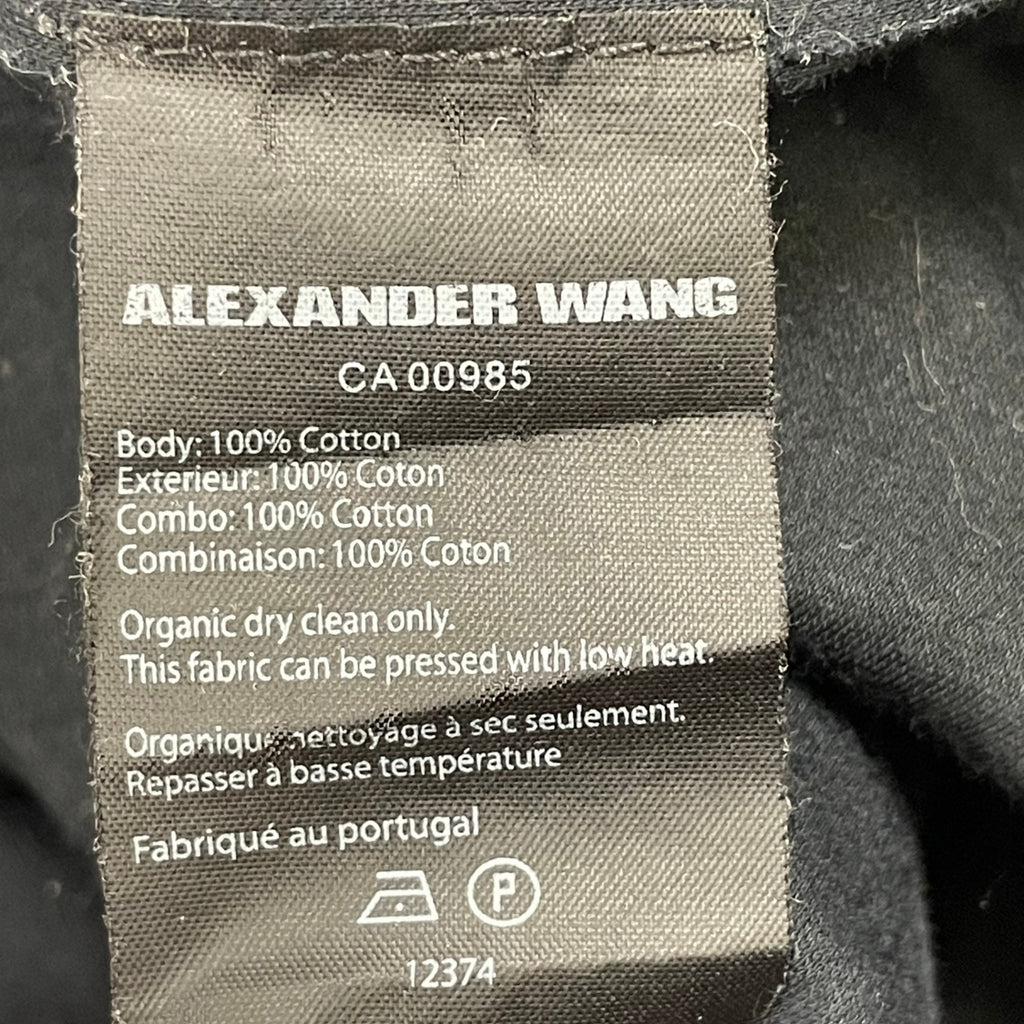 ALEXANDER WANG
CA 00985
Body: 100% Cotton
Exterieur: 100% Coton
Combo: 100% Cotton
Combinaison: 100% Coton
Organic dry clean only.
This fabric can be pressed with low heat.
Organique nettoyage à sec seulement.
Repasser à basse température
Fabriqué au portugal
P
12374